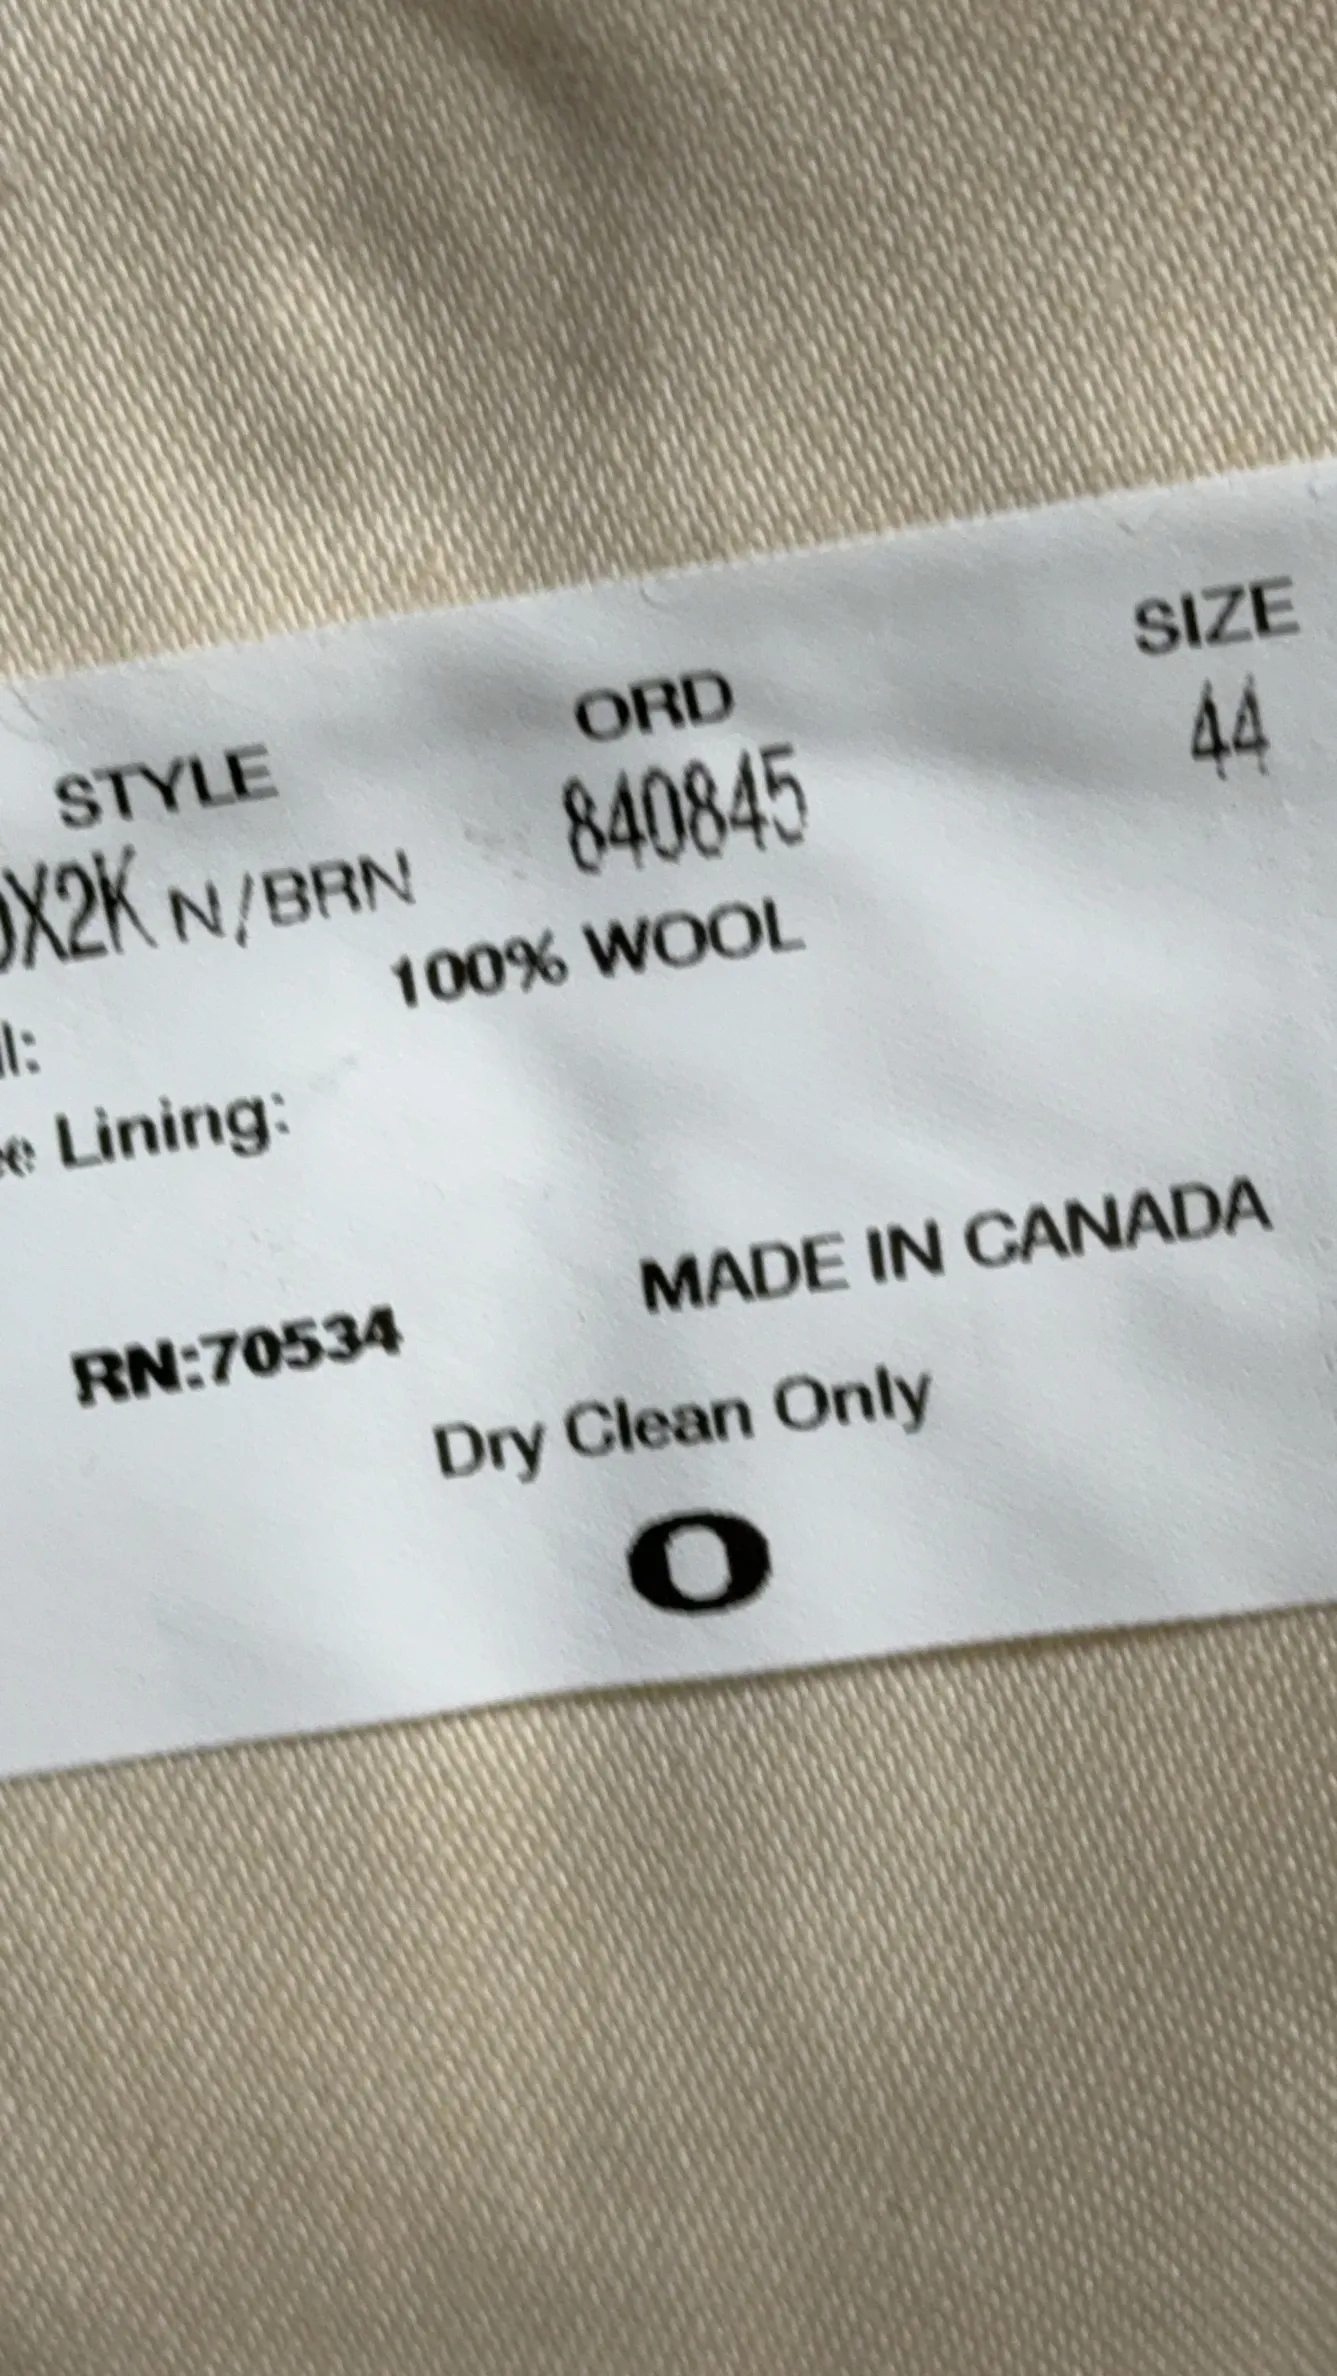 STYLE ORD SIZE
X2K N/BRN 840845 44
100% WOOL
Lining:
MADE IN CANADA
RN:70534
Dry Clean Only